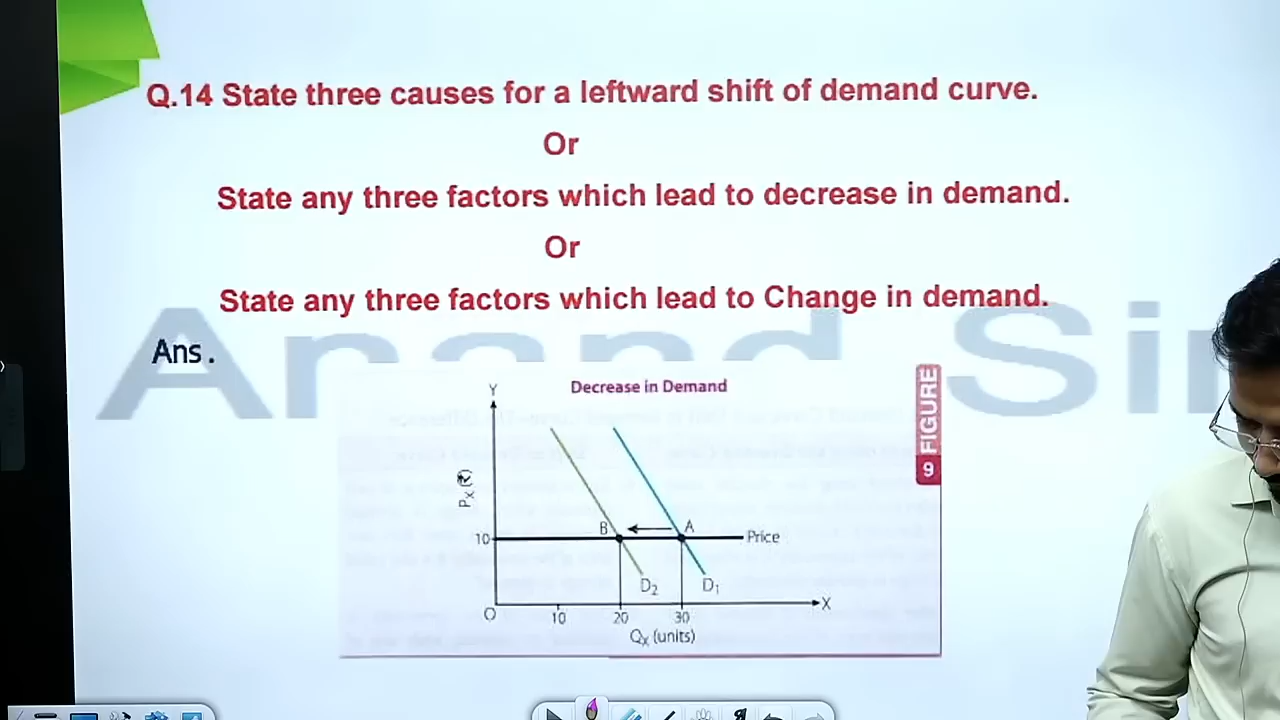 Q.14 State three causes for a leftward shift of demand curve.
Or
State any three factors which lead to decrease in demand.
Or
State any three factors which lead to Change in demand.
Anand Sin
Ans .
Decrease in Demand
FIGURE
9
Y
Pₓ (₹)
B
A
10
Price
D₂
D₁
O
10
20
30
X
Qₓ (units)